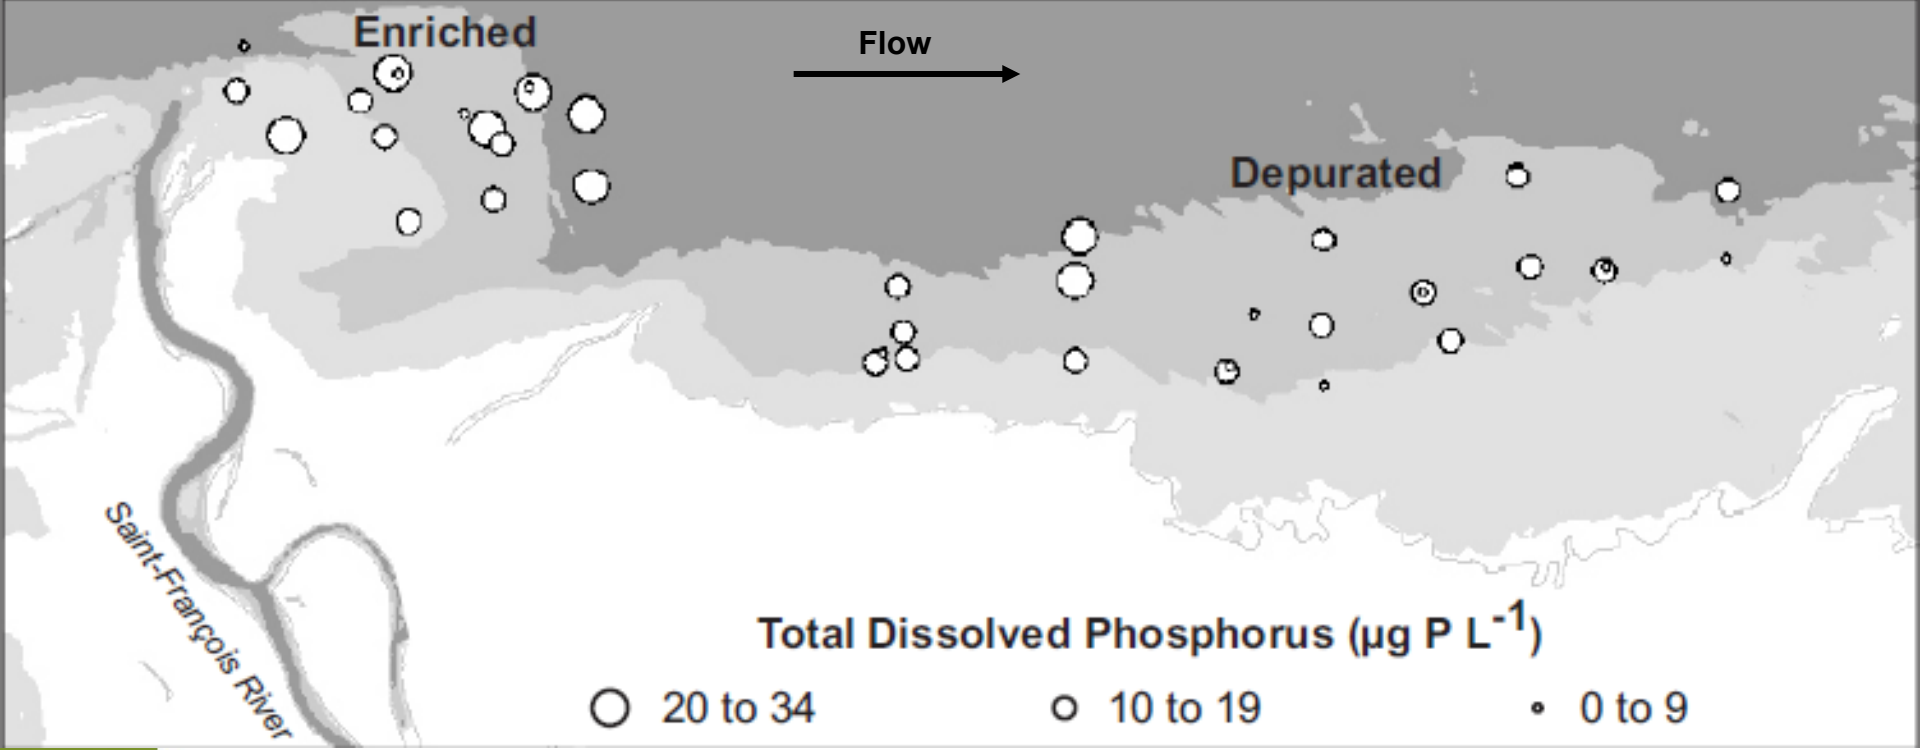 Enriched
Flow
Depurated
Saint-François River
Total Dissolved Phosphorus (µg P L⁻¹)
20 to 34
10 to 19
0 to 9